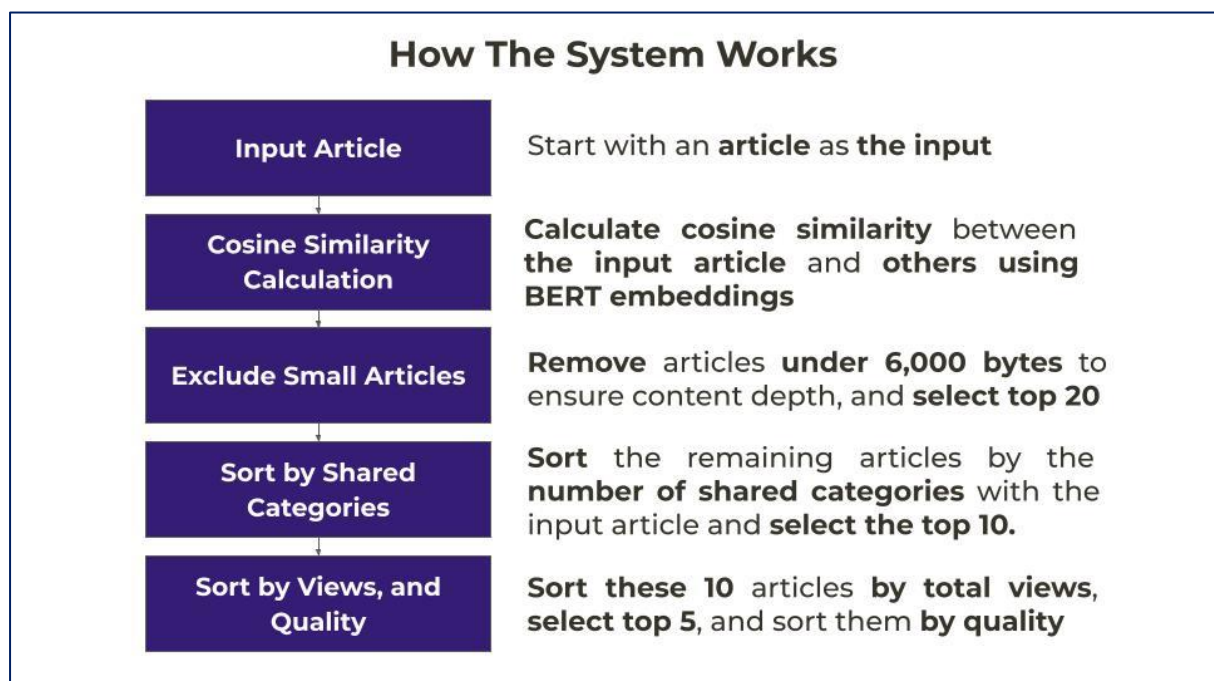 How The System Works
Input Article
Start with an article as the input
Cosine Similarity
Calculation
Calculate cosine similarity between
the input article and others using
BERT embeddings
Exclude Small Articles
Remove articles under 6,000 bytes to
ensure content depth, and select top 20
Sort by Shared
Categories
Sort the remaining articles by the
number of shared categories with the
input article and select the top 10.
Sort by Views, and
Quality
Sort these 10 articles by total views,
select top 5, and sort them by quality